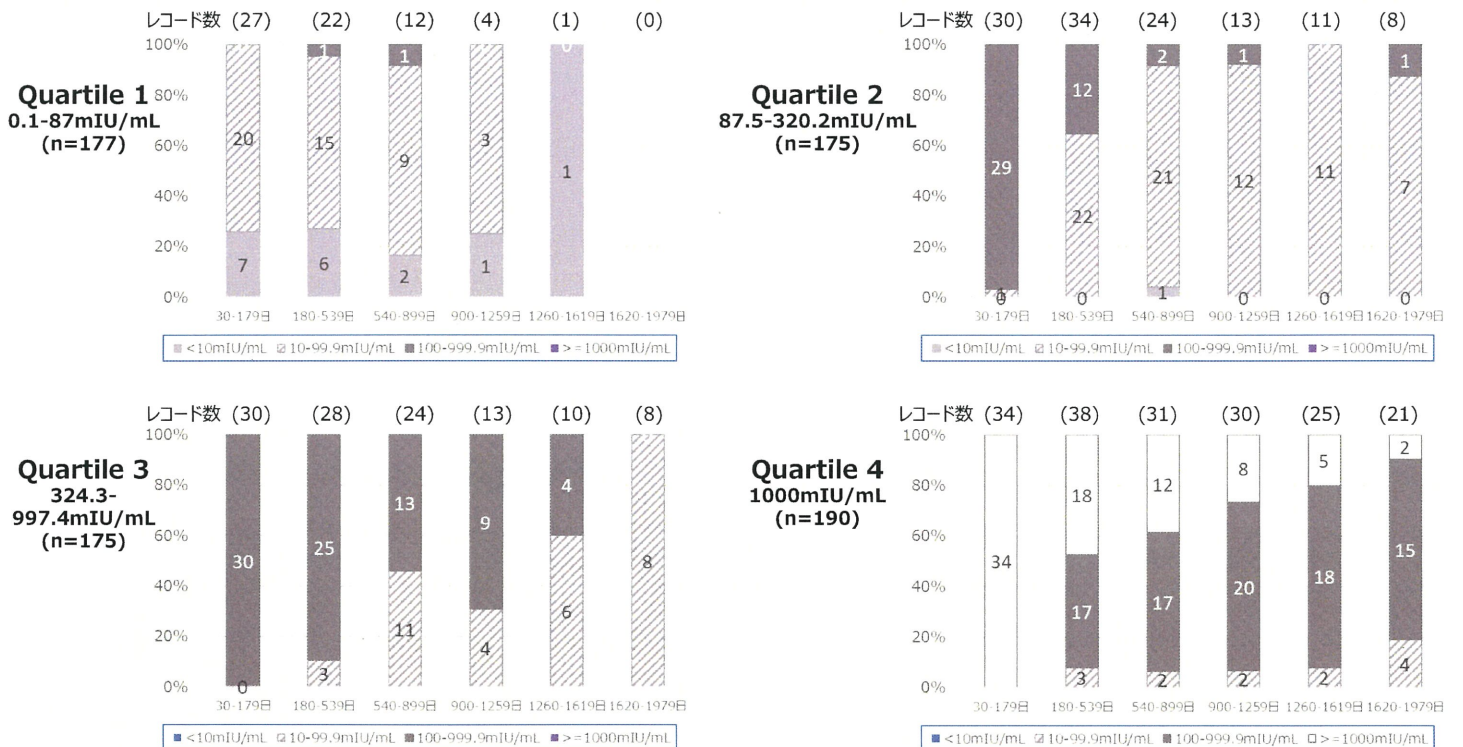 レコード数 (27) (22) (12) (4) (1) (0)
Quartile 1
0.1-87mIU/mL
(n=177)
100%
80%
60%
40%
20%
0%
1 1 0
20 15 9 3 1
7 6 2 1
30-179日 180-539日 540-899日 900-1259日 1260-1619日 1620-1979日
<10mIU/mL 10-99.9mIU/mL 100-999.9mIU/mL >=1000mIU/mL
レコード数 (30) (34) (24) (13) (11) (8)
Quartile 2
87.5-320.2mIU/mL
(n=175)
100%
80%
60%
40%
20%
0%
29 12 2 1 1
1 22 21 12 11 7
0 0 1 0 0 0
30-179日 180-539日 540-899日 900-1259日 1260-1619日 1620-1979日
<10mIU/mL 10-99.9mIU/mL 100-999.9mIU/mL >=1000mIU/mL
レコード数 (30) (28) (24) (13) (10) (8)
Quartile 3
324.3-
997.4mIU/mL
(n=175)
100%
80%
60%
40%
20%
0%
30 25 13 9 4
0 3 11 4 6 8
30-179日 180-539日 540-899日 900-1259日 1260-1619日 1620-1979日
<10mIU/mL 10-99.9mIU/mL 100-999.9mIU/mL >=1000mIU/mL
レコード数 (34) (38) (31) (30) (25) (21)
Quartile 4
1000mIU/mL
(n=190)
100%
80%
60%
40%
20%
0%
34 18 12 8 5 2
17 17 20 18 15
3 2 2 2 4
30-179日 180-539日 540-899日 900-1259日 1260-1619日 1620-1979日
<10mIU/mL 10-99.9mIU/mL 100-999.9mIU/mL >=1000mIU/mL